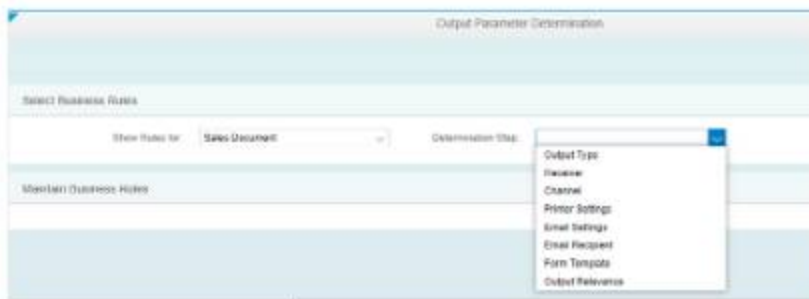 Output Parameter Determination
Select Business Rules
Show Rules for: Sales Document Determination Step:
Output Type
Receiver
Channel
Printer Settings
Email Settings
Email Recipient
Form Template
Output Relevance
Maintain Business Rules